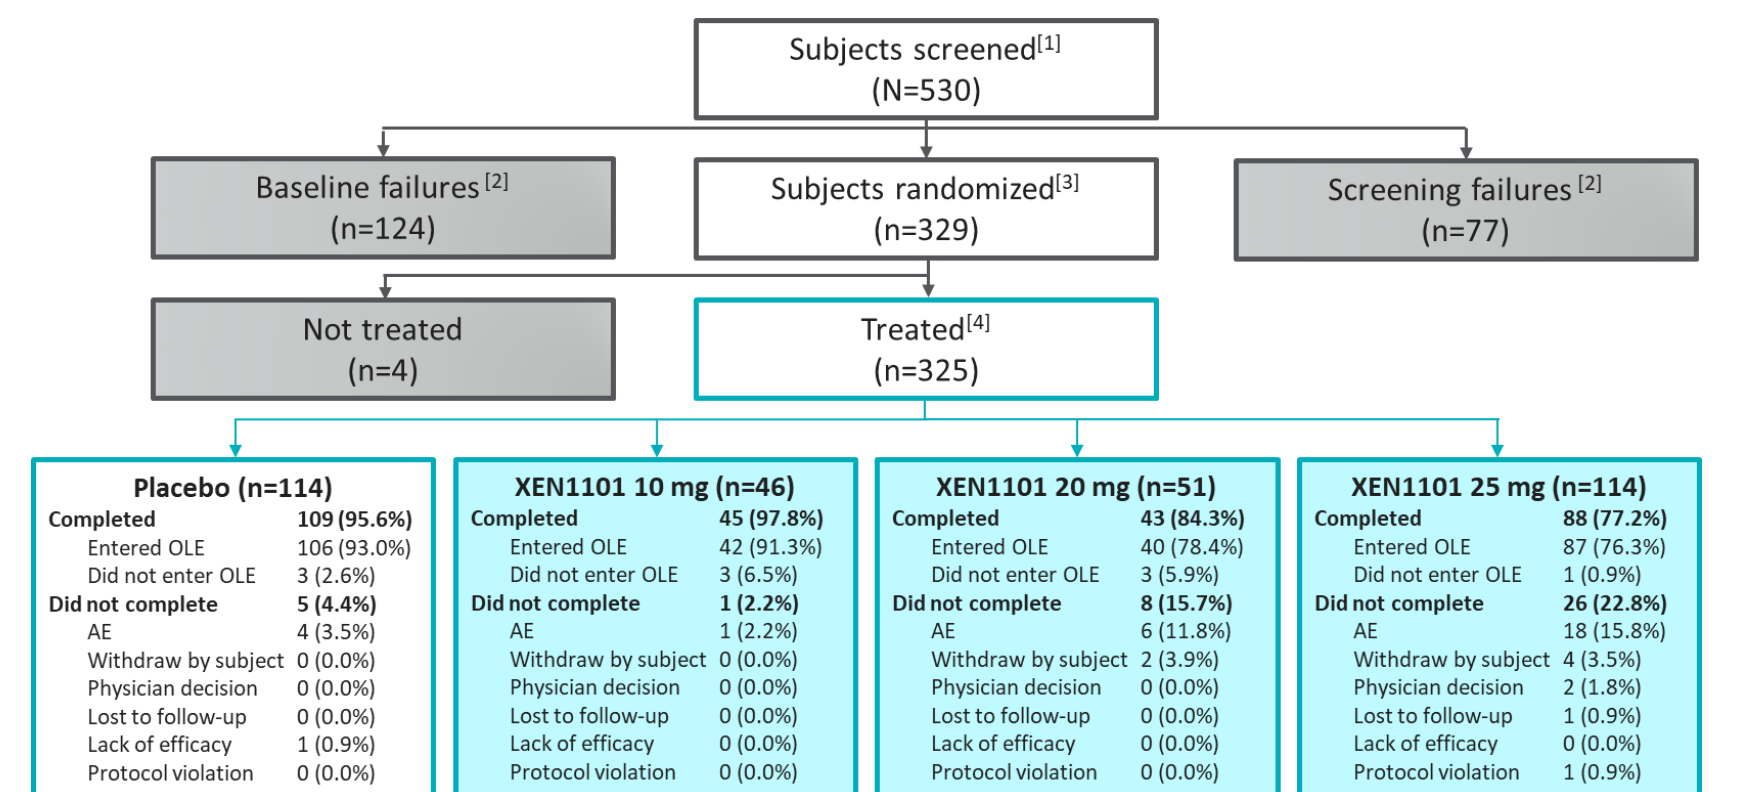 Subjects screened[1]
(N=530)
Baseline failures [2]
(n=124)
Subjects randomized[3]
(n=329)
Screening failures [2]
(n=77)
Not treated
(n=4)
Treated[4]
(n=325)
Placebo (n=114)
Completed 109 (95.6%)
Entered OLE 106 (93.0%)
Did not enter OLE 3 (2.6%)
Did not complete 5 (4.4%)
AE 4 (3.5%)
Withdraw by subject 0 (0.0%)
Physician decision 0 (0.0%)
Lost to follow-up 0 (0.0%)
Lack of efficacy 1 (0.9%)
Protocol violation 0 (0.0%)
XEN1101 10 mg (n=46)
Completed 45 (97.8%)
Entered OLE 42 (91.3%)
Did not enter OLE 3 (6.5%)
Did not complete 1 (2.2%)
AE 1 (2.2%)
Withdraw by subject 0 (0.0%)
Physician decision 0 (0.0%)
Lost to follow-up 0 (0.0%)
Lack of efficacy 0 (0.0%)
Protocol violation 0 (0.0%)
XEN1101 20 mg (n=51)
Completed 43 (84.3%)
Entered OLE 40 (78.4%)
Did not enter OLE 3 (5.9%)
Did not complete 8 (15.7%)
AE 6 (11.8%)
Withdraw by subject 2 (3.9%)
Physician decision 0 (0.0%)
Lost to follow-up 0 (0.0%)
Lack of efficacy 0 (0.0%)
Protocol violation 0 (0.0%)
XEN1101 25 mg (n=114)
Completed 88 (77.2%)
Entered OLE 87 (76.3%)
Did not enter OLE 1 (0.9%)
Did not complete 26 (22.8%)
AE 18 (15.8%)
Withdraw by subject 4 (3.5%)
Physician decision 2 (1.8%)
Lost to follow-up 1 (0.9%)
Lack of efficacy 0 (0.0%)
Protocol violation 1 (0.9%)